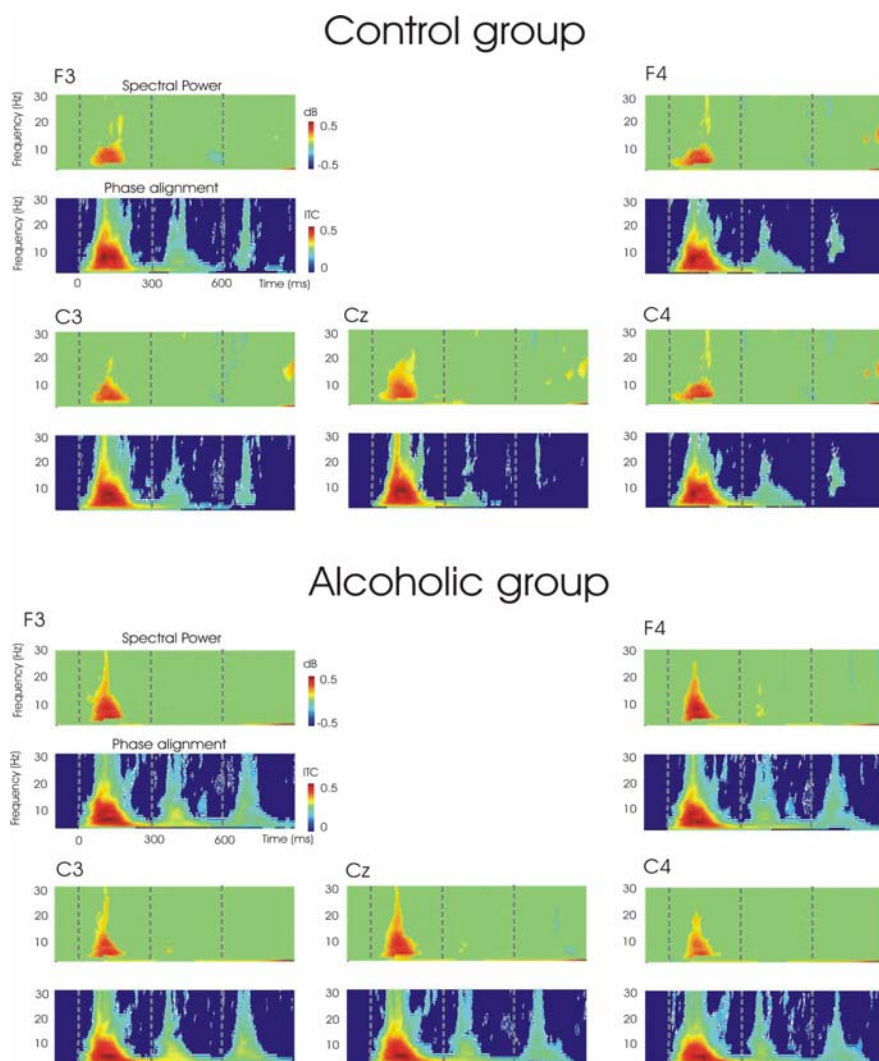 Control group
F3
F4
Spectral Power
Frequency (Hz)
30
20
10
dB
0.5
-0.5
30
20
10
Phase alignment
Frequency (Hz)
30
20
10
ITC
0.5
0
0
300
600
Time (ms)
30
20
10
C3
Cz
C4
30
20
10
30
20
10
30
20
10
30
20
10
30
20
10
30
20
10
Alcoholic group
F3
F4
Spectral Power
Frequency (Hz)
30
20
10
dB
0.5
-0.5
30
20
10
Phase alignment
Frequency (Hz)
30
20
10
ITC
0.5
0
0
300
600
Time (ms)
30
20
10
C3
Cz
C4
30
20
10
30
20
10
30
20
10
30
20
10
30
20
10
30
20
10